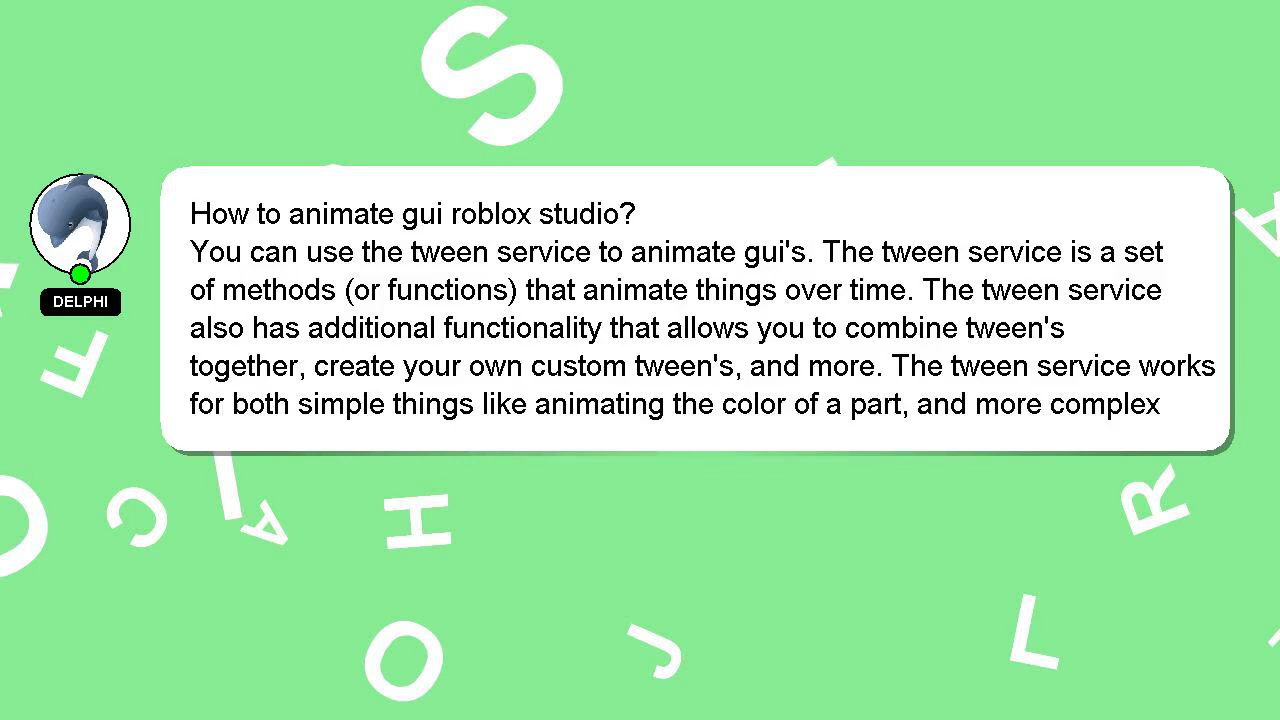 S
How to animate gui roblox studio?
You can use the tween service to animate gui's. The tween service is a set
of methods (or functions) that animate things over time. The tween service
also has additional functionality that allows you to combine tween's
together, create your own custom tween's, and more. The tween service works
for both simple things like animating the color of a part, and more complex
DELPHI
A
F
C
A
H
R
O
J
L